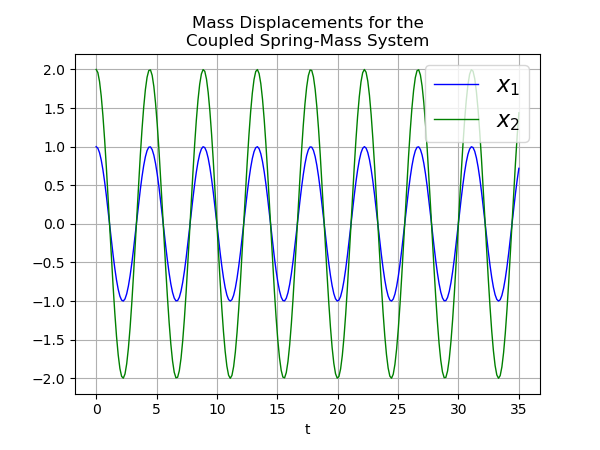 Mass Displacements for the
Coupled Spring-Mass System
2.0
1.5
1.0
0.5
0.0
−0.5
−1.0
−1.5
−2.0
x₁
x₂
0 5 10 15 20 25 30 35
t